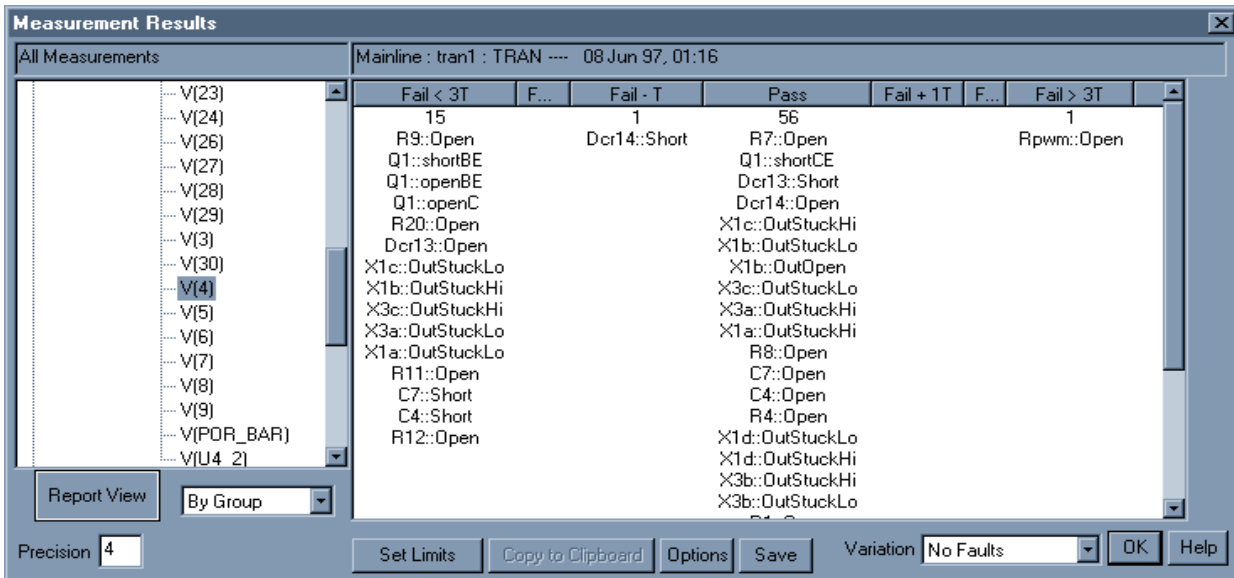 Measurement Results
All Measurements
Mainline : tran1 : TRAN ---- 08 Jun 97, 01:16
V(23)
V(24)
V(26)
V(27)
V(28)
V(29)
V(3)
V(30)
V(4)
V(5)
V(6)
V(7)
V(8)
V(9)
V(POR_BAR)
V(U4_2)
Fail < 3T F... Fail - T Pass Fail + 1T F... Fail > 3T
15 1 56 1
R9::Open Dcr14::Short R7::Open Rpwm::Open
Q1::shortBE Q1::shortCE
Q1::openBE Dcr13::Short
Q1::openC Dcr14::Open
R20::Open X1c::OutStuckHi
Dcr13::Open X1b::OutStuckLo
X1c::OutStuckLo X1b::OutOpen
X1b::OutStuckHi X3c::OutStuckLo
X3c::OutStuckHi X3a::OutStuckHi
X3a::OutStuckLo X1a::OutStuckHi
X1a::OutStuckLo R8::Open
R11::Open C7::Open
C7::Short C4::Open
C4::Short R4::Open
R12::Open X1d::OutStuckLo
X1d::OutStuckHi
X3b::OutStuckHi
X3b::OutStuckLo
Report View By Group
Precision 4
Set Limits Copy to Clipboard Options Save Variation No Faults OK Help